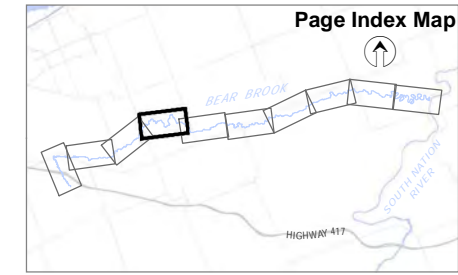 Page Index Map
BEAR BROOK
SOUTH NATION
RIVER
HIGHWAY 417